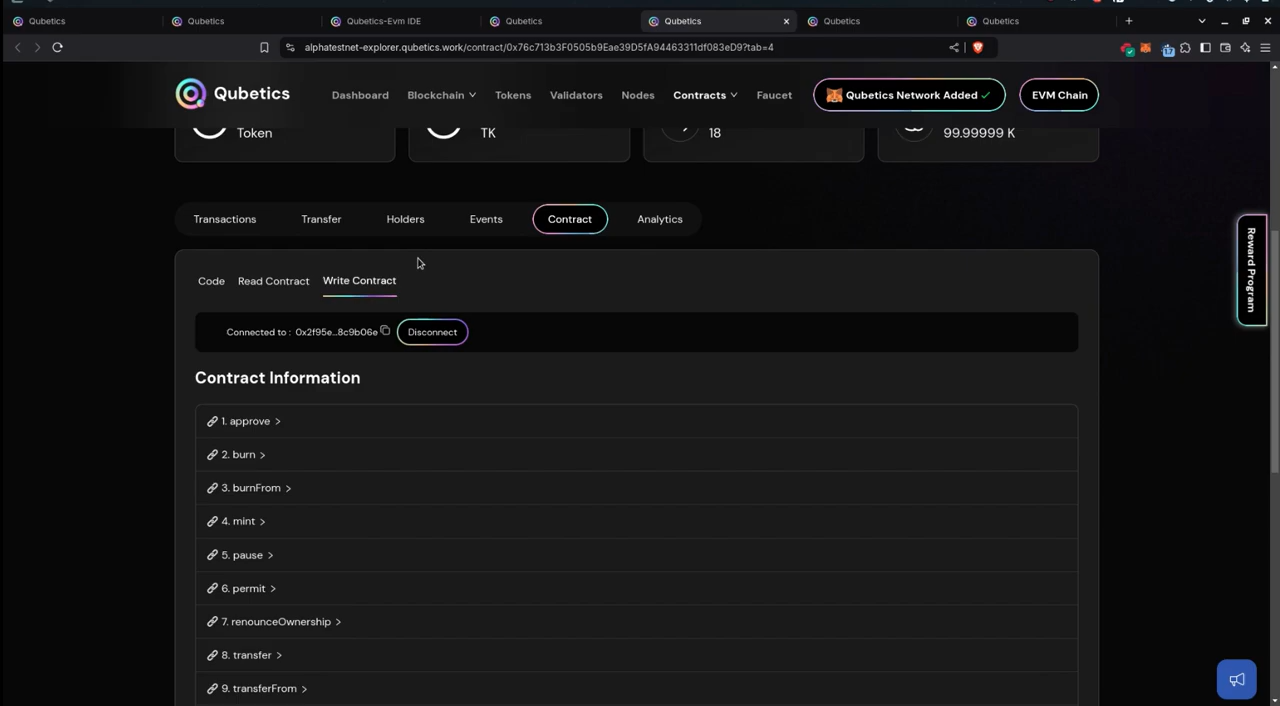 Qubetics
Qubetics
Qubetics-Evm IDE
Qubetics
Qubetics
Qubetics
Qubetics
alphatestnet-explorer.qubetics.work/contract/0x76c713b3F0505b9Eae39D5fA94463311df083eD9?tab=4
17
Qubetics
Dashboard
Blockchain
Tokens
Validators
Nodes
Contracts
Faucet
Qubetics Network Added
EVM Chain
Token
TK
18
99.99999 K
Transactions
Transfer
Holders
Events
Contract
Analytics
Code
Read Contract
Write Contract
Connected to : 0x2f95e...8c9b06e
Disconnect
Contract Information
1. approve >
2. burn >
3. burnFrom >
4. mint >
5. pause >
6. permit >
7. renounceOwnership >
8. transfer >
9. transferFrom >
Reward Program